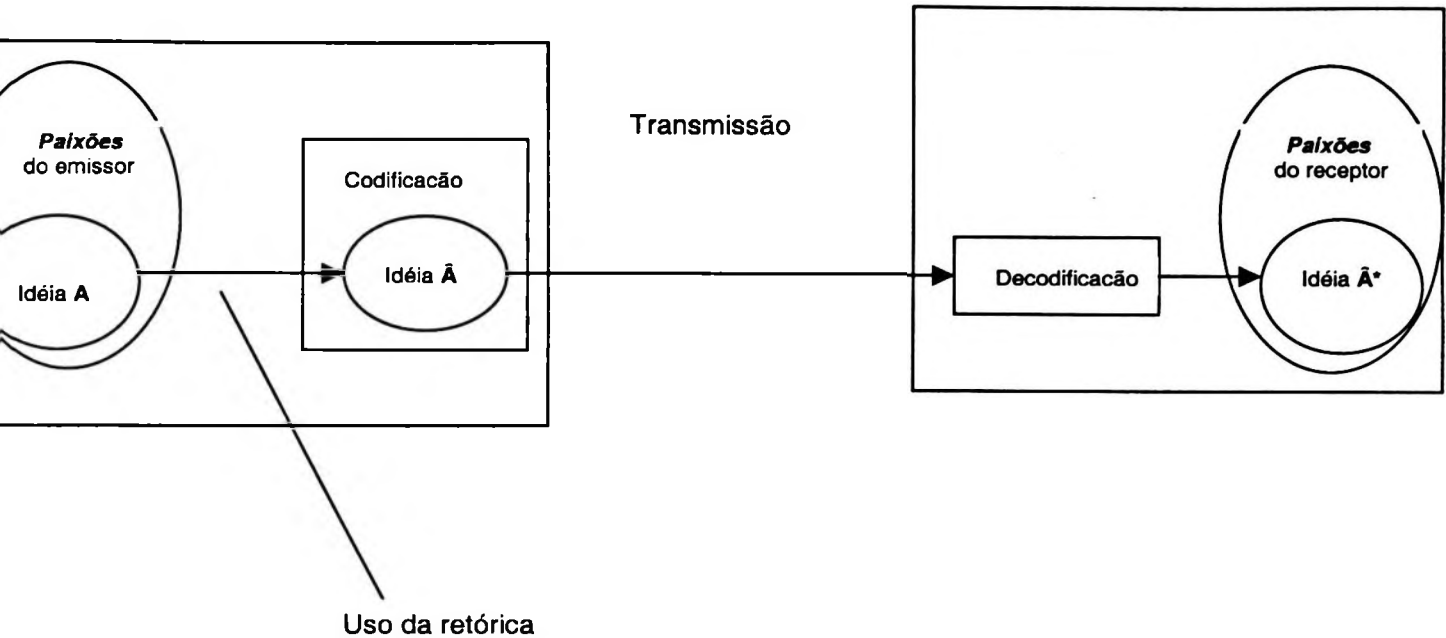 Paixões
do emissor
Idéia A
Codificacão
Idéia Â
Transmissão
Decodificacão
Paixões
do receptor
Idéia Â*
Uso da retórica